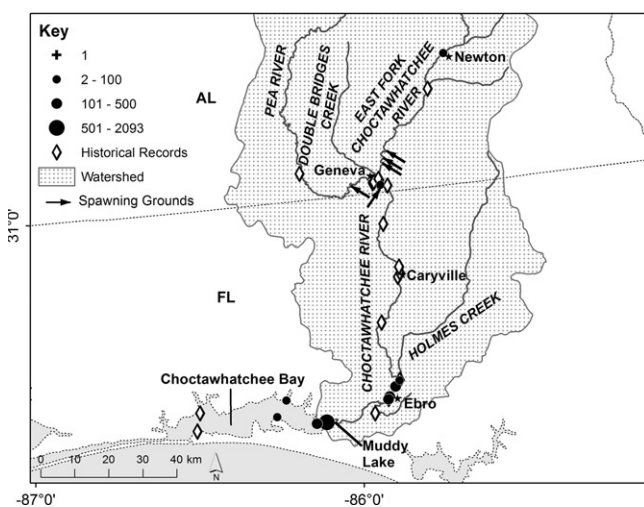 Key
1
2 - 100
101 - 500
501 - 2093
Historical Records
Watershed
Spawning Grounds
AL
PEA RIVER
DOUBLE BRIDGES
CREEK
EAST FORK
CHOCTAWHATCHEE
RIVER
Newton
Geneva
31°0'
FL
CHOCTAWHATCHEE RIVER
Caryville
HOLMES CREEK
Choctawhatchee Bay
Ebro
Muddy
Lake
0 10 20 30 40 km
N
-87°0'
-86°0'